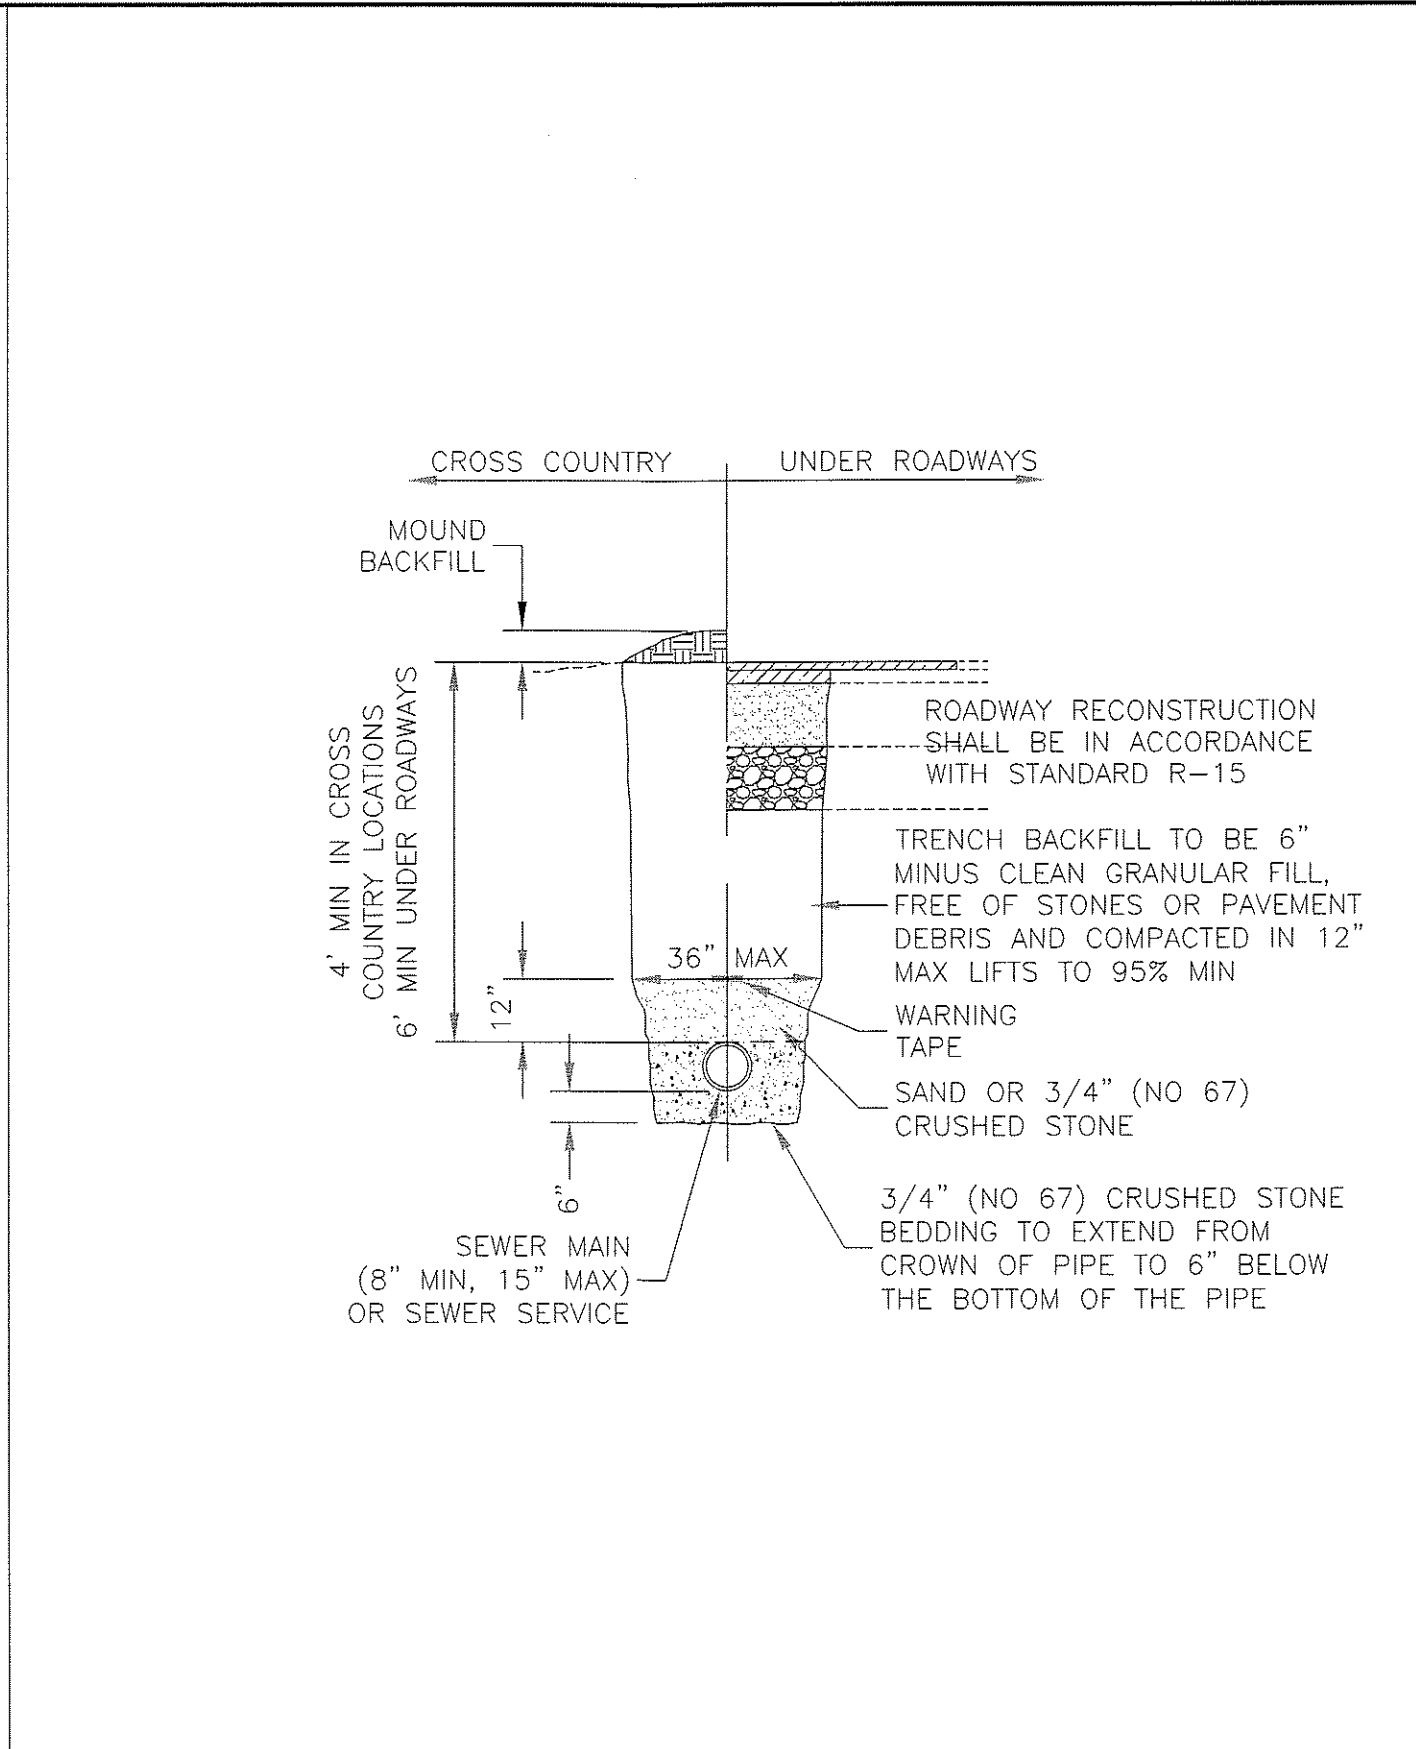 CROSS COUNTRY
UNDER ROADWAYS
MOUND
BACKFILL
4' MIN IN CROSS
COUNTRY LOCATIONS
6' MIN UNDER ROADWAYS
ROADWAY RECONSTRUCTION
SHALL BE IN ACCORDANCE
WITH STANDARD R-15
TRENCH BACKFILL TO BE 6"
MINUS CLEAN GRANULAR FILL,
FREE OF STONES OR PAVEMENT
DEBRIS AND COMPACTED IN 12"
MAX LIFTS TO 95% MIN
36" MAX
12"
WARNING
TAPE
SAND OR 3/4" (NO 67)
CRUSHED STONE
6"
3/4" (NO 67) CRUSHED STONE
BEDDING TO EXTEND FROM
CROWN OF PIPE TO 6" BELOW
THE BOTTOM OF THE PIPE
SEWER MAIN
(8" MIN, 15" MAX)
OR SEWER SERVICE